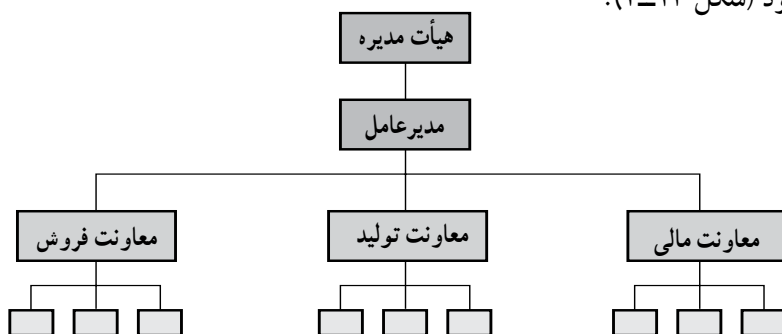 هیأت مدیره
مدیرعامل
معاونت مالی
معاونت تولید
معاونت فروش